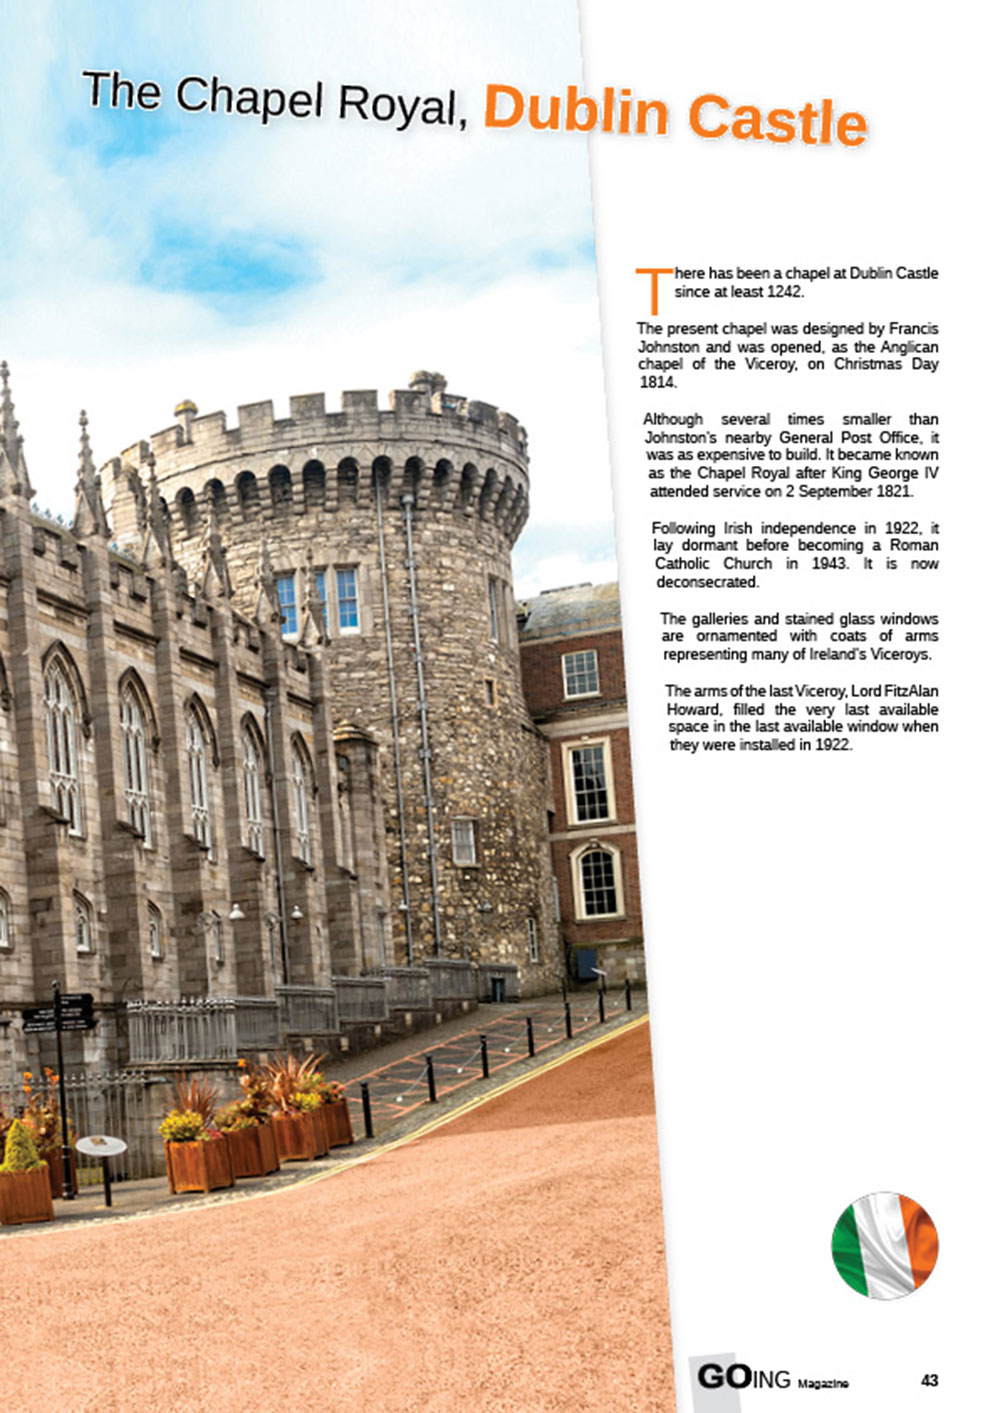 The Chapel Royal, Dublin Castle
There has been a chapel at Dublin Castle
since at least 1242.
The present chapel was designed by Francis
Johnston and was opened, as the Anglican
chapel of the Viceroy, on Christmas Day
1814.
Although several times smaller than
Johnston's nearby General Post Office, it
was as expensive to build. It became known
as the Chapel Royal after King George IV
attended service on 2 September 1821.
Following Irish independence in 1922, it
lay dormant before becoming a Roman
Catholic Church in 1943. It is now
deconsecrated.
The galleries and stained glass windows
are ornamented with coats of arms
representing many of Ireland's Viceroys.
The arms of the last Viceroy, Lord FitzAlan
Howard, filled the very last available
space in the last available window when
they were installed in 1922.
GOING Magazine 43